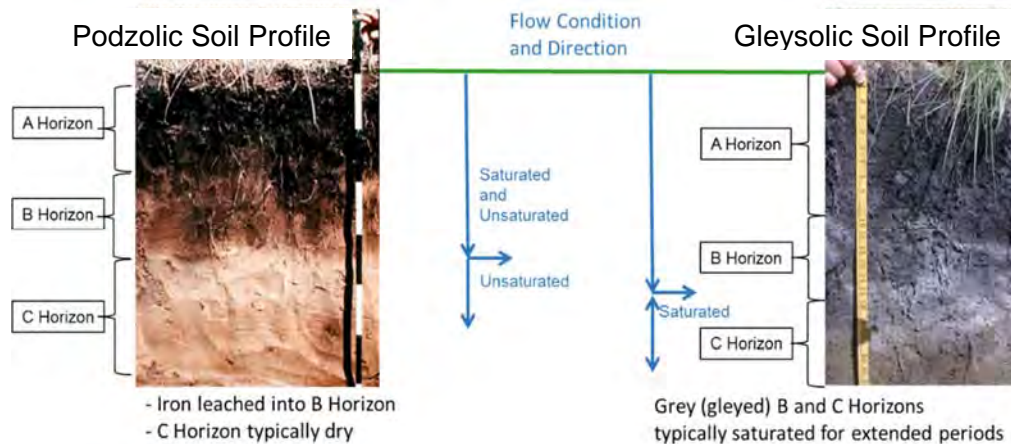 Podzolic Soil Profile
Flow Condition
and Direction
Gleysolic Soil Profile
A Horizon
B Horizon
C Horizon
Saturated
and
Unsaturated
Unsaturated
Saturated
A Horizon
B Horizon
C Horizon
- Iron leached into B Horizon
- C Horizon typically dry
Grey (gleyed) B and C Horizons
typically saturated for extended periods